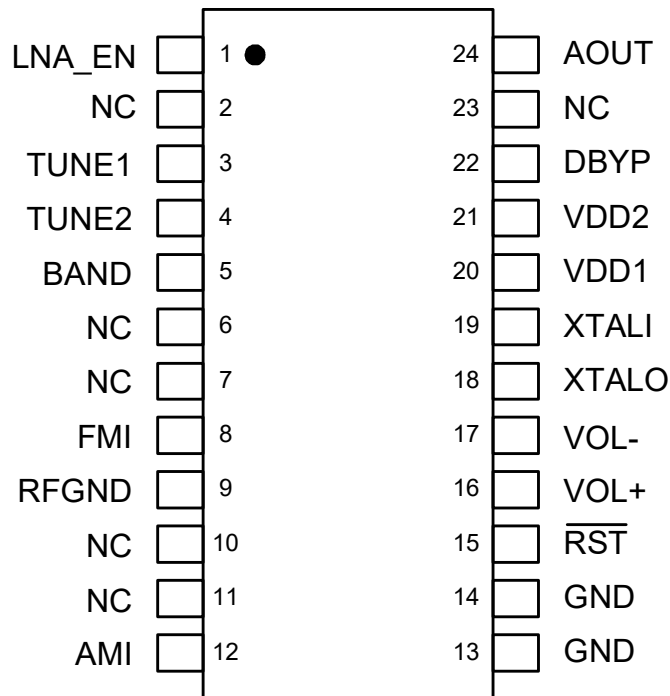 LNA_EN 1 24 AOUT
NC 2 23 NC
TUNE1 3 22 DBYP
TUNE2 4 21 VDD2
BAND 5 20 VDD1
NC 6 19 XTALI
NC 7 18 XTALO
FMI 8 17 VOL-
RFGND 9 16 VOL+
NC 10 15 R̅S̅T̅
NC 11 14 GND
AMI 12 13 GND